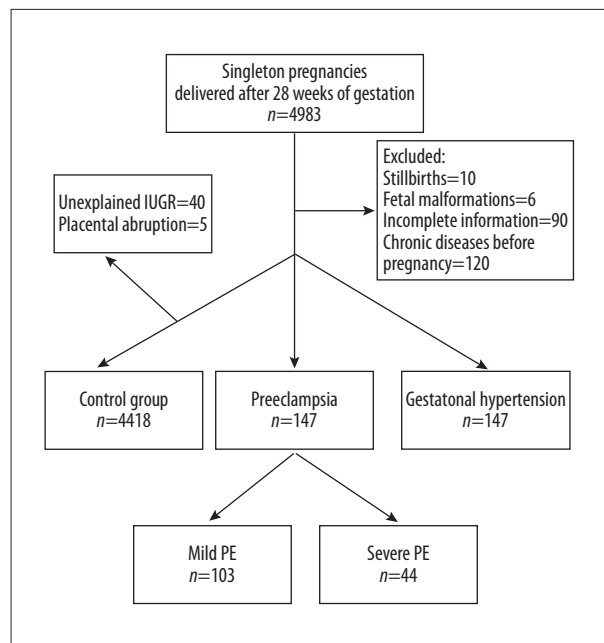 Singleton pregnancies
delivered after 28 weeks of gestation
n=4983
Excluded:
Stillbirths=10
Fetal malformations=6
Incomplete information=90
Chronic diseases before
pregnancy=120
Unexplained IUGR=40
Placental abruption=5
Control group
n=4418
Preeclampsia
n=147
Gestatonal hypertension
n=147
Mild PE
n=103
Severe PE
n=44